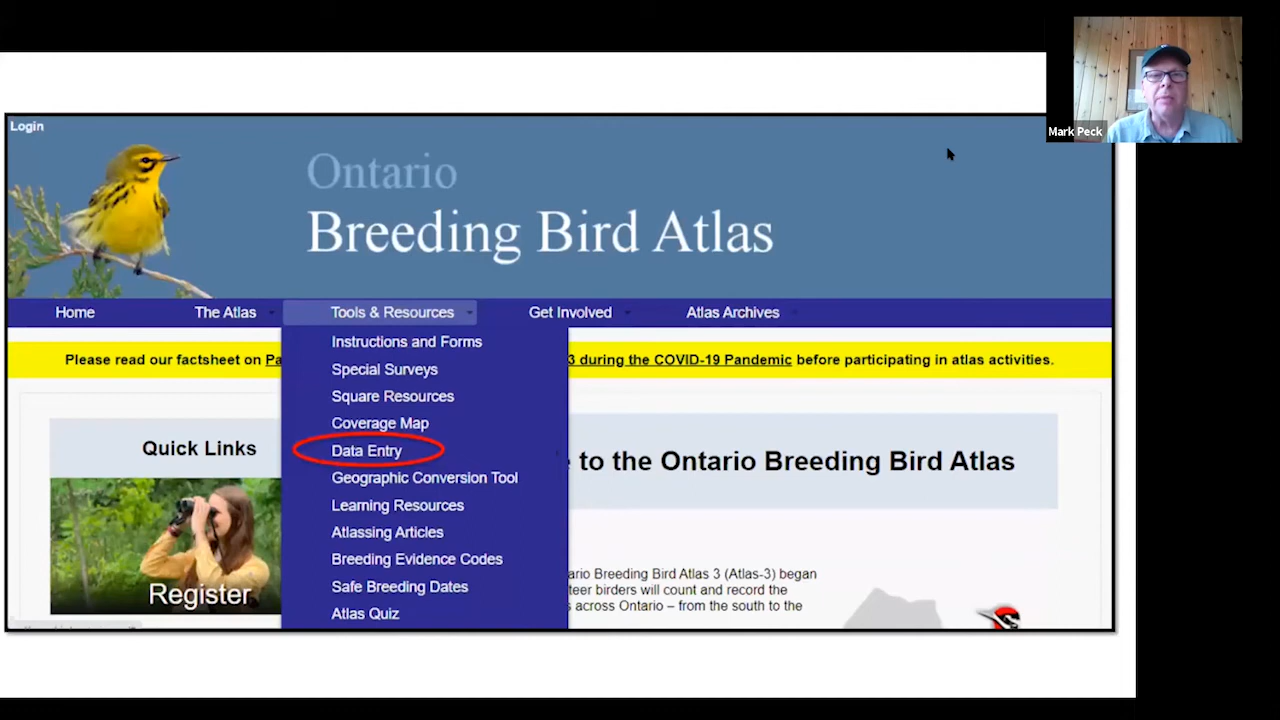 Mark Peck
Login
Ontario
Breeding Bird Atlas
Home The Atlas Tools & Resources Get Involved Atlas Archives
Instructions and Forms
Please read our factsheet on 3 during the COVID-19 Pandemic before participating in atlas activities.
Special Surveys
Square Resources
Coverage Map
Data Entry
Geographic Conversion Tool
Learning Resources
Atlassing Articles
Breeding Evidence Codes
Safe Breeding Dates
Atlas Quiz
Quick Links
Register
to the Ontario Breeding Bird Atlas
Breeding Bird Atlas 3 (Atlas-3) began
birders will count and record the
across Ontario – from the south to the